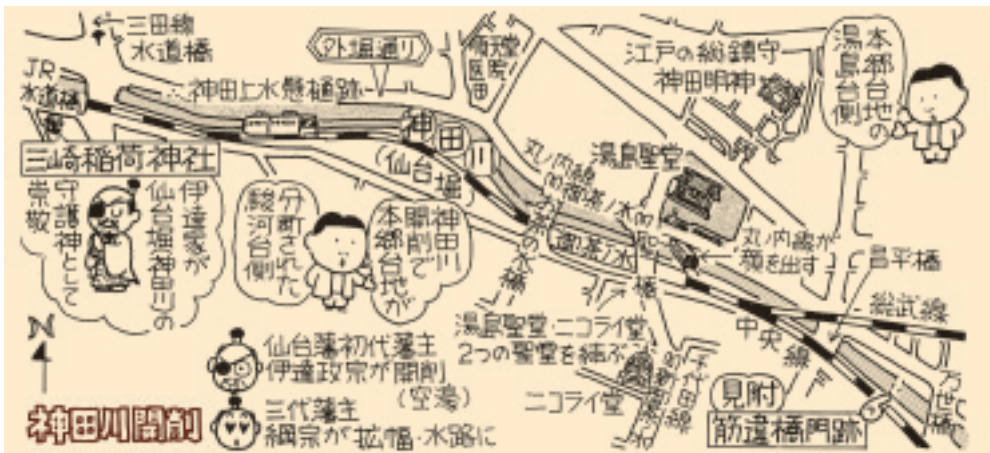 三田線
水道橋
外堀通り
順天堂
医院
江戸の総鎮守
神田明神
本郷台地の
湯島台側
JR
水道橋
神田上水懸樋跡
神田川
(仙台堀)
三崎稲荷神社
伊達家が
仙台堀神田川の
守護神として
崇敬
分断された
駿河台側
神田川
開削で
本郷台地が
丸ノ内線
御茶ノ水
湯島聖堂
御茶ノ水
お茶の水橋
聖橋
丸ノ内線が
顔を出す
昌平橋
総武線
中央線
湯島聖堂・ニコライ堂
2つの聖堂を結ぶ
ニコライ堂
千代田線
新御茶ノ水
万世橋
見附
筋違橋門跡
N
仙台藩初代藩主
伊達政宗が開削
(空濠)
三代藩主
綱宗が拡幅・水路に
神田川開削